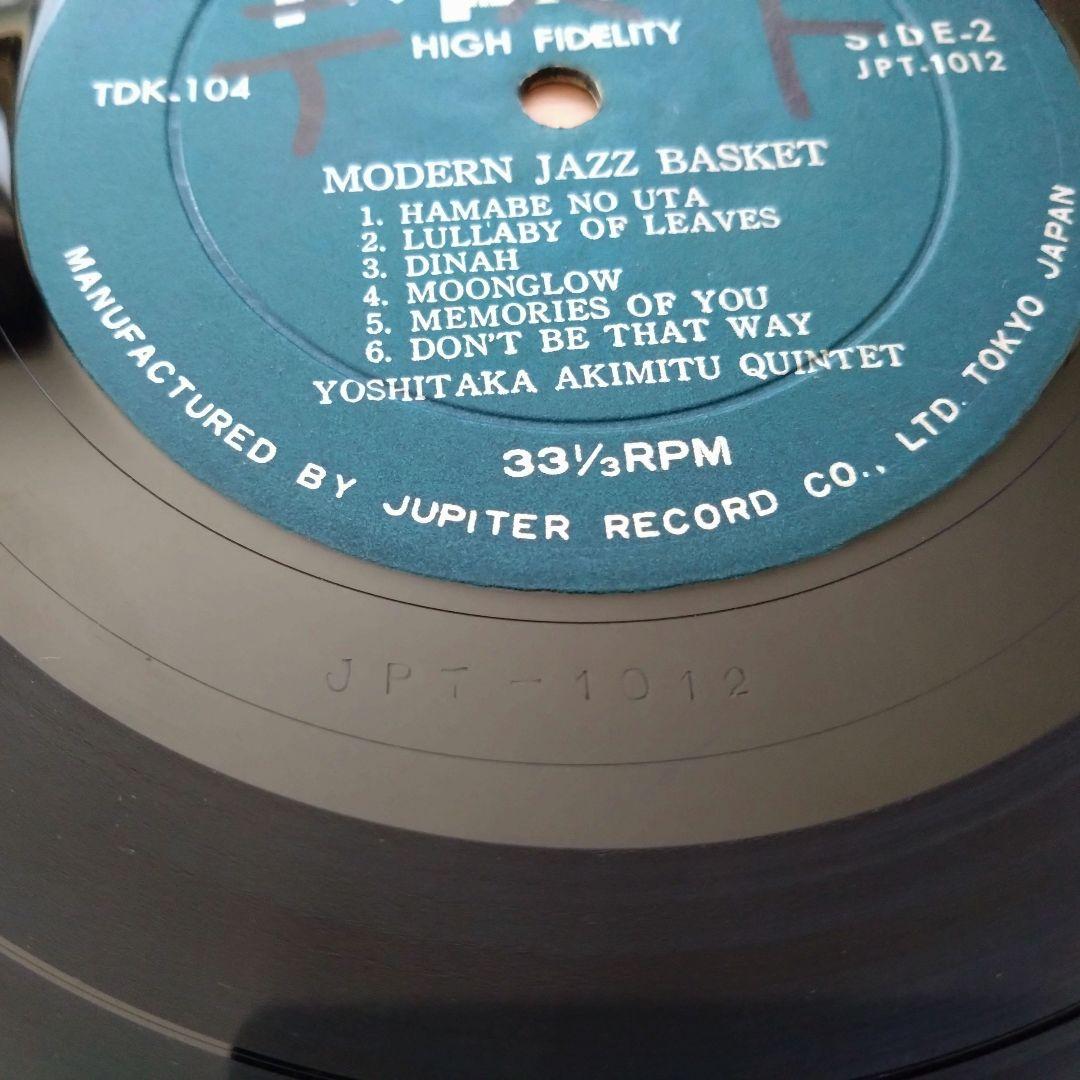 HIGH FIDELITY
SIDE-2
TDK-104
JPT-1012
MODERN JAZZ BASKET
1. HAMABE NO UTA
2. LULLABY OF LEAVES
3. DINAH
4. MOONGLOW
5. MEMORIES OF YOU
6. DON'T BE THAT WAY
YOSHITAKA AKIMITU QUINTET
33⅓RPM
MANUFACTURED BY JUPITER RECORD CO., LTD. TOKYO JAPAN
JPT-1012